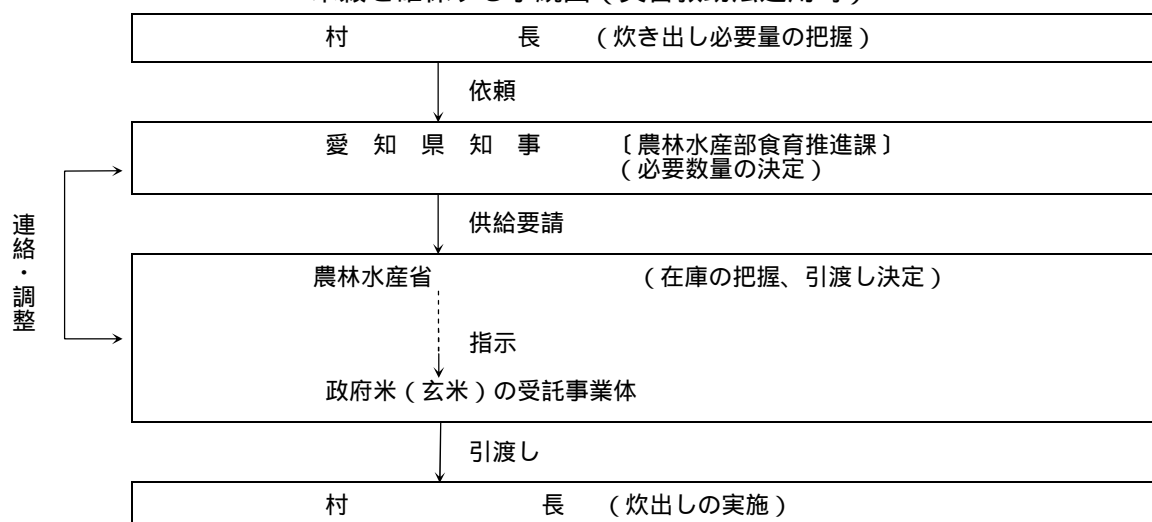 村 長 （炊き出し必要量の把握）
依頼
愛 知 県 知 事 〔農林水産部食育推進課〕
（必要数量の決定）
供給要請
連絡・調整
農林水産省 （在庫の把握、引渡し決定）
指示
政府米（玄米）の受託事業体
引渡し
村 長 （炊出しの実施）